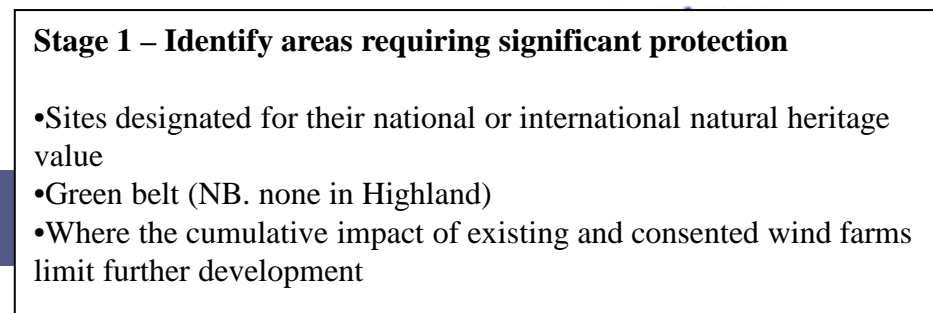 Stage 1 – Identify areas requiring significant protection
•Sites designated for their national or international natural heritage
value
•Green belt (NB. none in Highland)
•Where the cumulative impact of existing and consented wind farms
limit further development